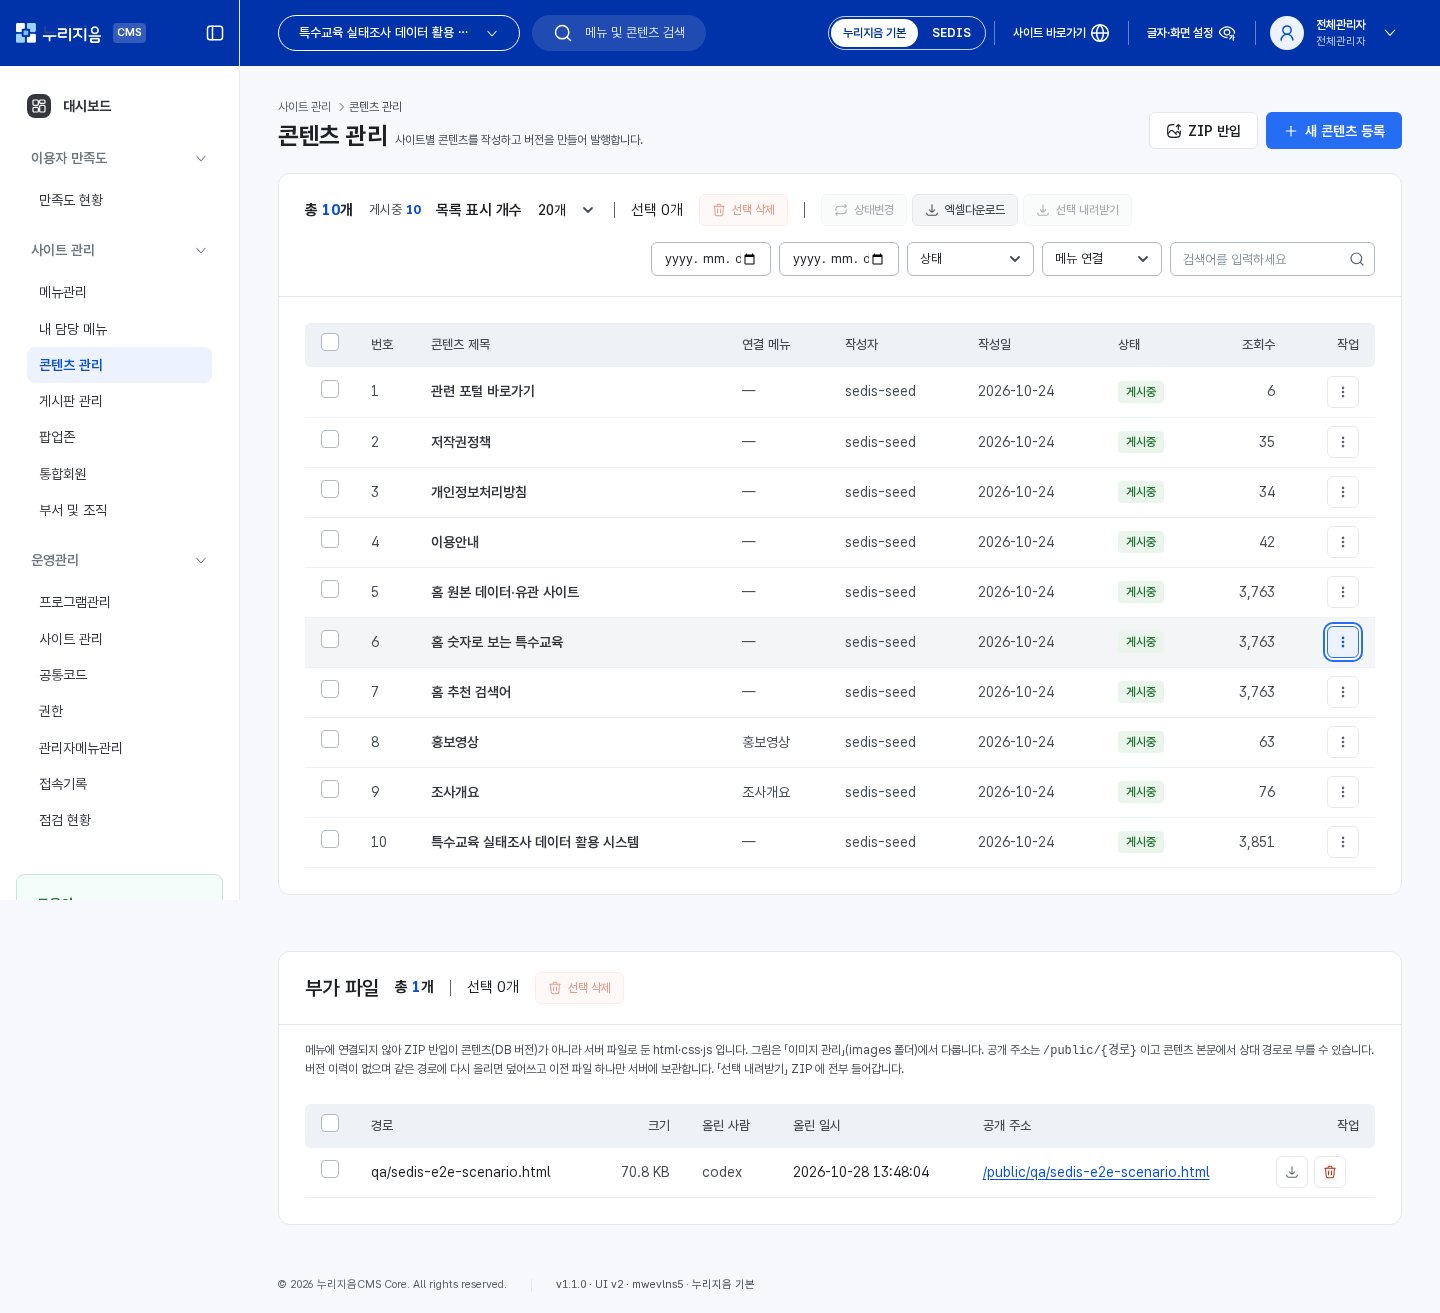 누리지음 CMS
특수교육 실태조사 데이터 활용 ···
메뉴 및 콘텐츠 검색
누리지음 기본
SEDIS
사이트 바로가기
글자·화면 설정
전체관리자
전체관리자
대시보드
이용자 만족도
만족도 현황
사이트 관리
메뉴관리
내 담당 메뉴
콘텐츠 관리
게시판 관리
팝업존
통합회원
부서 및 조직
운영관리
프로그램관리
사이트 관리
공통코드
권한
관리자메뉴관리
접속기록
점검 현황
사이트 관리 > 콘텐츠 관리
콘텐츠 관리 사이트별 콘텐츠를 작성하고 버전을 만들어 발행합니다.
ZIP 반입
새 콘텐츠 등록
총 10개 게시중 10 목록 표시 개수 20개 선택 0개 선택 삭제 상태변경 엑셀다운로드 선택 내려받기
yyyy. mm. d yyyy. mm. d 상태 메뉴 연결 검색어를 입력하세요
번호 콘텐츠 제목 연결 메뉴 작성자 작성일 상태 조회수 작업
1 관련 포털 바로가기 — sedis-seed 2026-10-24 게시중 6
2 저작권정책 — sedis-seed 2026-10-24 게시중 35
3 개인정보처리방침 — sedis-seed 2026-10-24 게시중 34
4 이용안내 — sedis-seed 2026-10-24 게시중 42
5 홈 원본 데이터·유관 사이트 — sedis-seed 2026-10-24 게시중 3,763
6 홈 숫자로 보는 특수교육 — sedis-seed 2026-10-24 게시중 3,763
7 홈 추천 검색어 — sedis-seed 2026-10-24 게시중 3,763
8 홍보영상 홍보영상 sedis-seed 2026-10-24 게시중 63
9 조사개요 조사개요 sedis-seed 2026-10-24 게시중 76
10 특수교육 실태조사 데이터 활용 시스템 — sedis-seed 2026-10-24 게시중 3,851
부가 파일 총 1개 선택 0개 선택 삭제
메뉴에 연결되지 않아 ZIP 반입이 콘텐츠(DB 버전)가 아니라 서버 파일로 둔 html·css·js 입니다. 그림은 「이미지 관리」(images 폴더)에서 다룹니다. 공개 주소는 /public/{경로} 이고 콘텐츠 본문에서 상대 경로로 부를 수 있습니다.
버전 이력이 없으며 같은 경로에 다시 올리면 덮어쓰고 이전 파일 하나만 서버에 보관합니다. 「선택 내려받기」 ZIP 에 전부 들어갑니다.
경로 크기 올린 사람 올린 일시 공개 주소 작업
qa/sedis-e2e-scenario.html 70.8 KB codex 2026-10-28 13:48:04 /public/qa/sedis-e2e-scenario.html
© 2026 누리지음CMS Core. All rights reserved.
v1.1.0 · UI v2 · mwevlns5 · 누리지음 기본